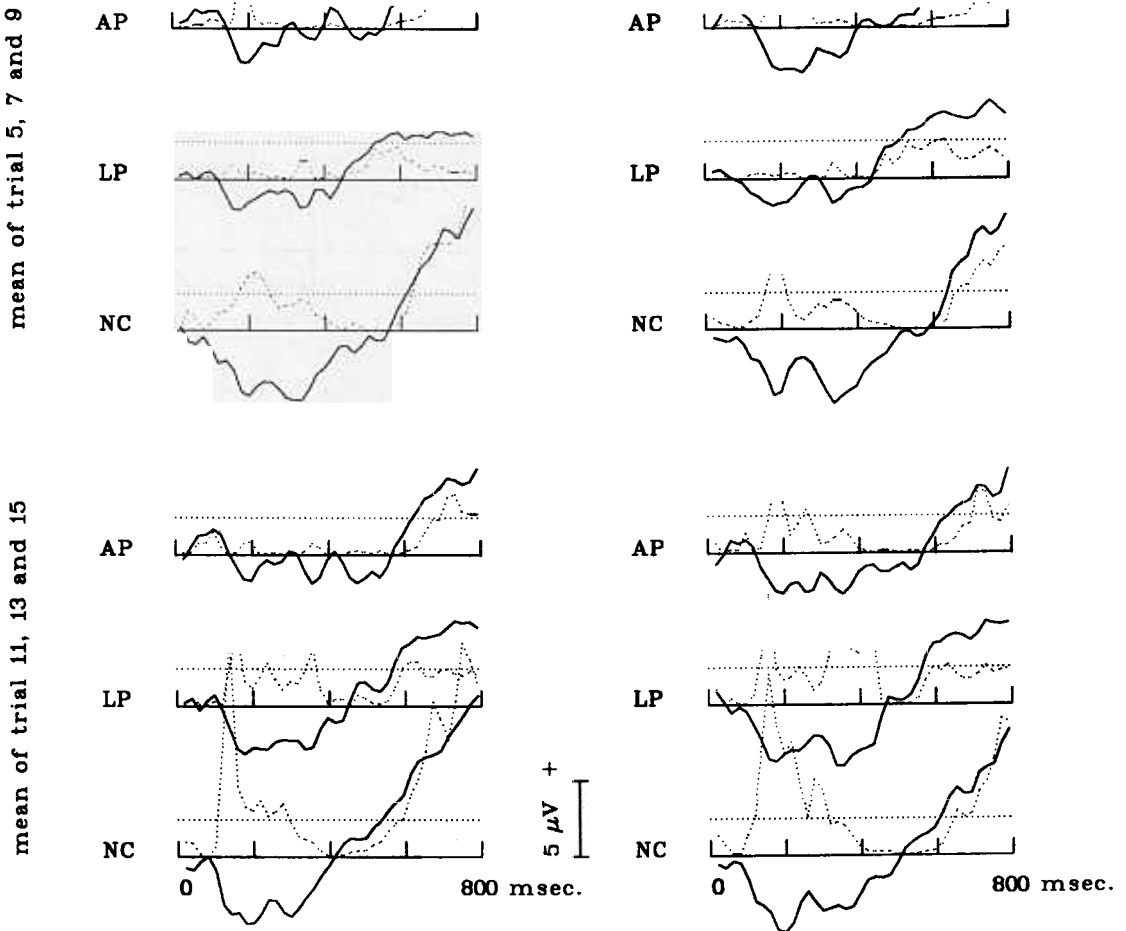 mean of trial 5, 7 and 9
AP
AP
LP
LP
NC
NC
mean of trial 11, 13 and 15
AP
AP
LP
LP
5 µV +
NC
NC
0 800 msec.
0 800 msec.